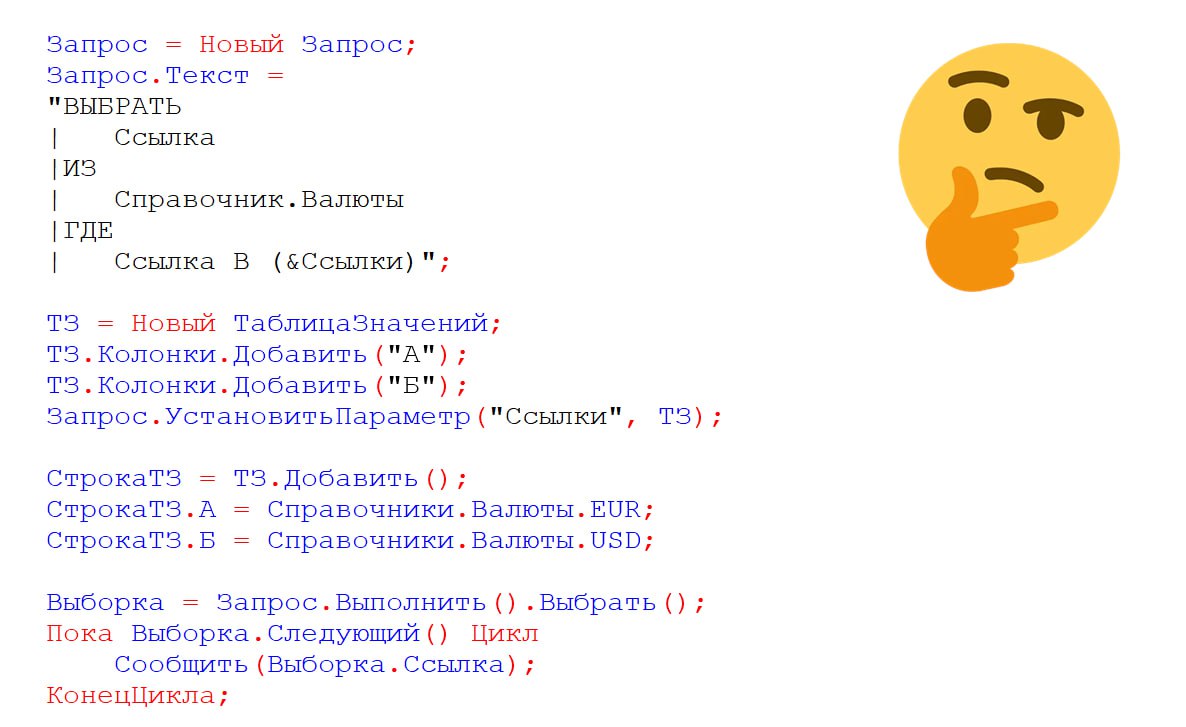 Запрос = Новый Запрос;
Запрос.Текст =
"ВЫБРАТЬ
|   Ссылка
|ИЗ
|   Справочник.Валюты
|ГДЕ
|   Ссылка В (&Ссылки)";

ТЗ = Новый ТаблицаЗначений;
ТЗ.Колонки.Добавить("А");
ТЗ.Колонки.Добавить("Б");
Запрос.УстановитьПараметр("Ссылки", ТЗ);

СтрокаТЗ = ТЗ.Добавить();
СтрокаТЗ.А = Справочники.Валюты.EUR;
СтрокаТЗ.Б = Справочники.Валюты.USD;

Выборка = Запрос.Выполнить().Выбрать();
Пока Выборка.Следующий() Цикл
    Сообщить(Выборка.Ссылка);
КонецЦикла;